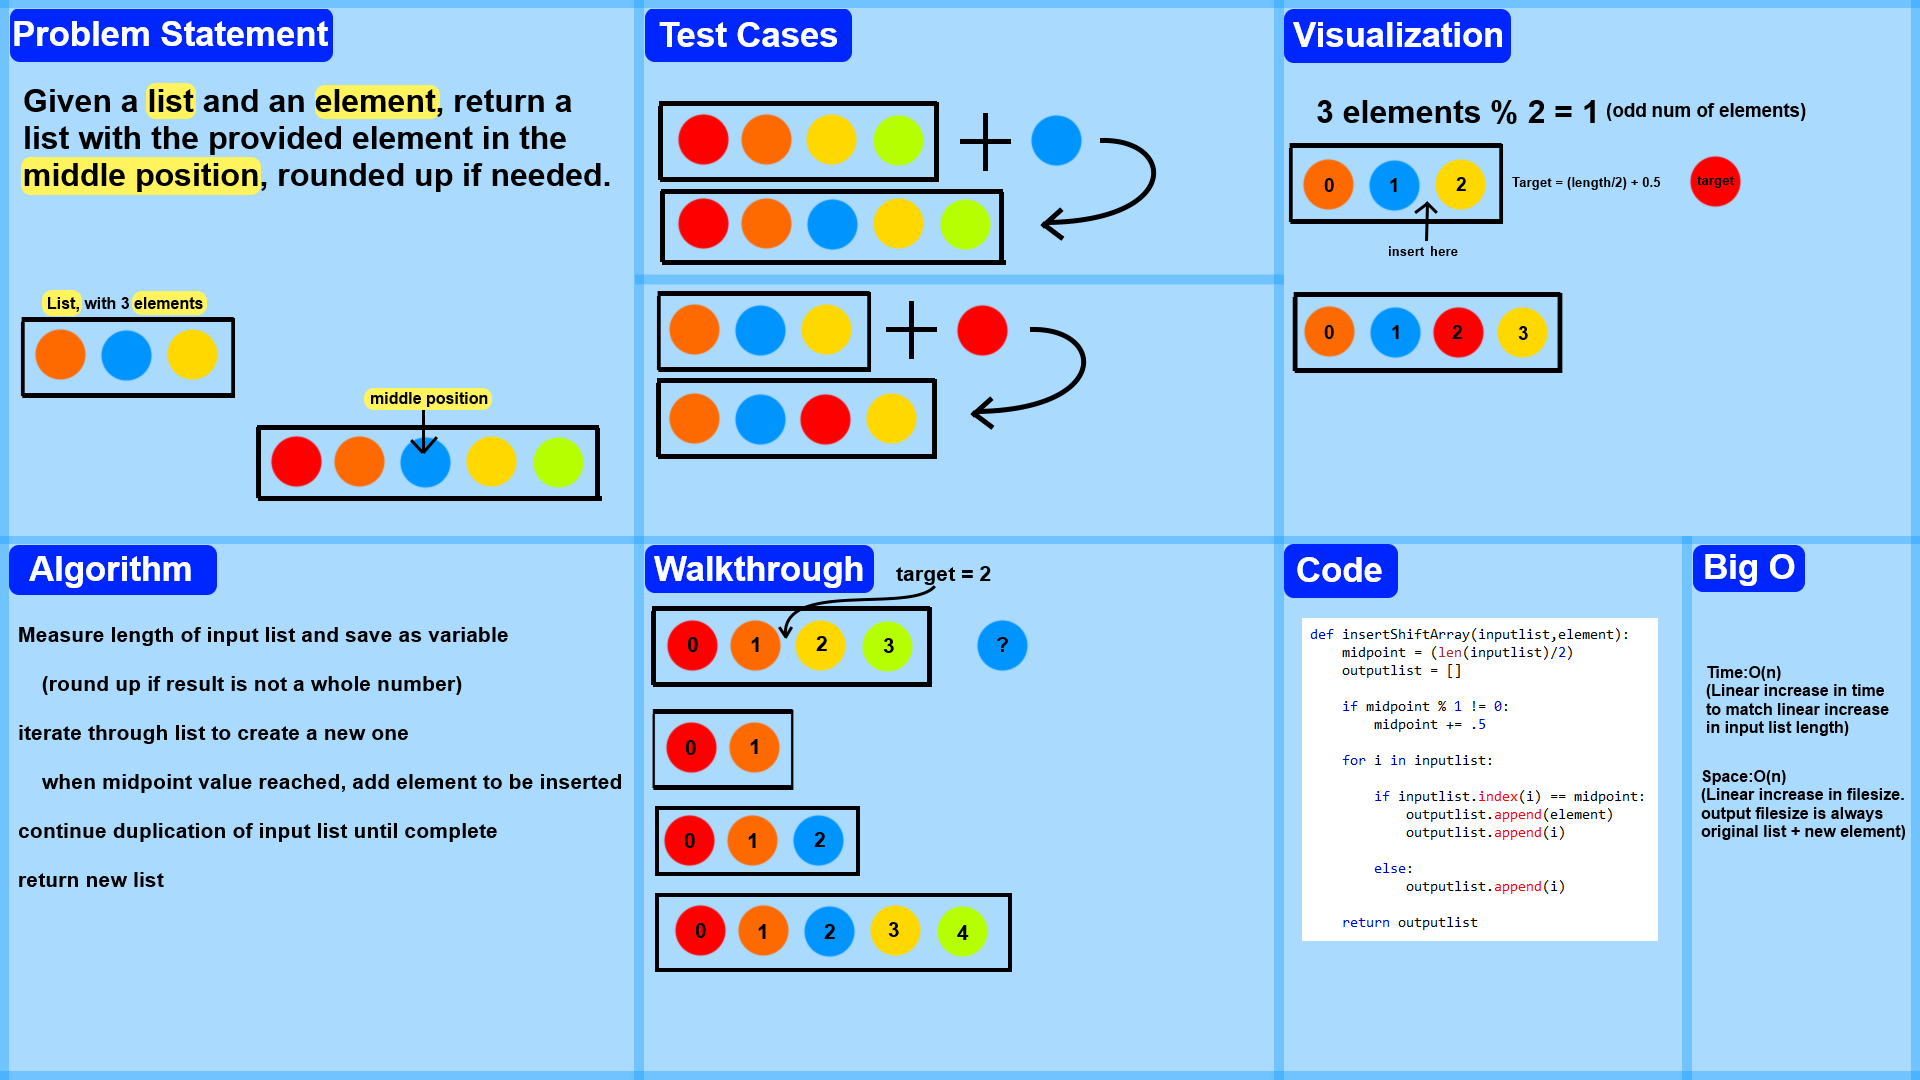 Problem Statement
Given a list and an element, return a
list with the provided element in the
middle position, rounded up if needed.
List, with 3 elements
middle position
Test Cases
Visualization
3 elements % 2 = 1 (odd num of elements)
0 1 2
Target = (length/2) + 0.5
target
insert here
0 1 2 3
Algorithm
Measure length of input list and save as variable
(round up if result is not a whole number)
iterate through list to create a new one
when midpoint value reached, add element to be inserted
continue duplication of input list until complete
return new list
Walkthrough
target = 2
0 1 2 3 ?
0 1
0 1 2
0 1 2 3 4
Code
def insertShiftArray(inputlist,element):
    midpoint = (len(inputlist)/2)
    outputlist = []
    if midpoint % 1 != 0:
        midpoint += .5
    for i in inputlist:
        if inputlist.index(i) == midpoint:
            outputlist.append(element)
            outputlist.append(i)
        else:
            outputlist.append(i)
    return outputlist
Big O
Time:O(n)
(Linear increase in time
to match linear increase
in input list length)
Space:O(n)
(Linear increase in filesize.
output filesize is always
original list + new element)